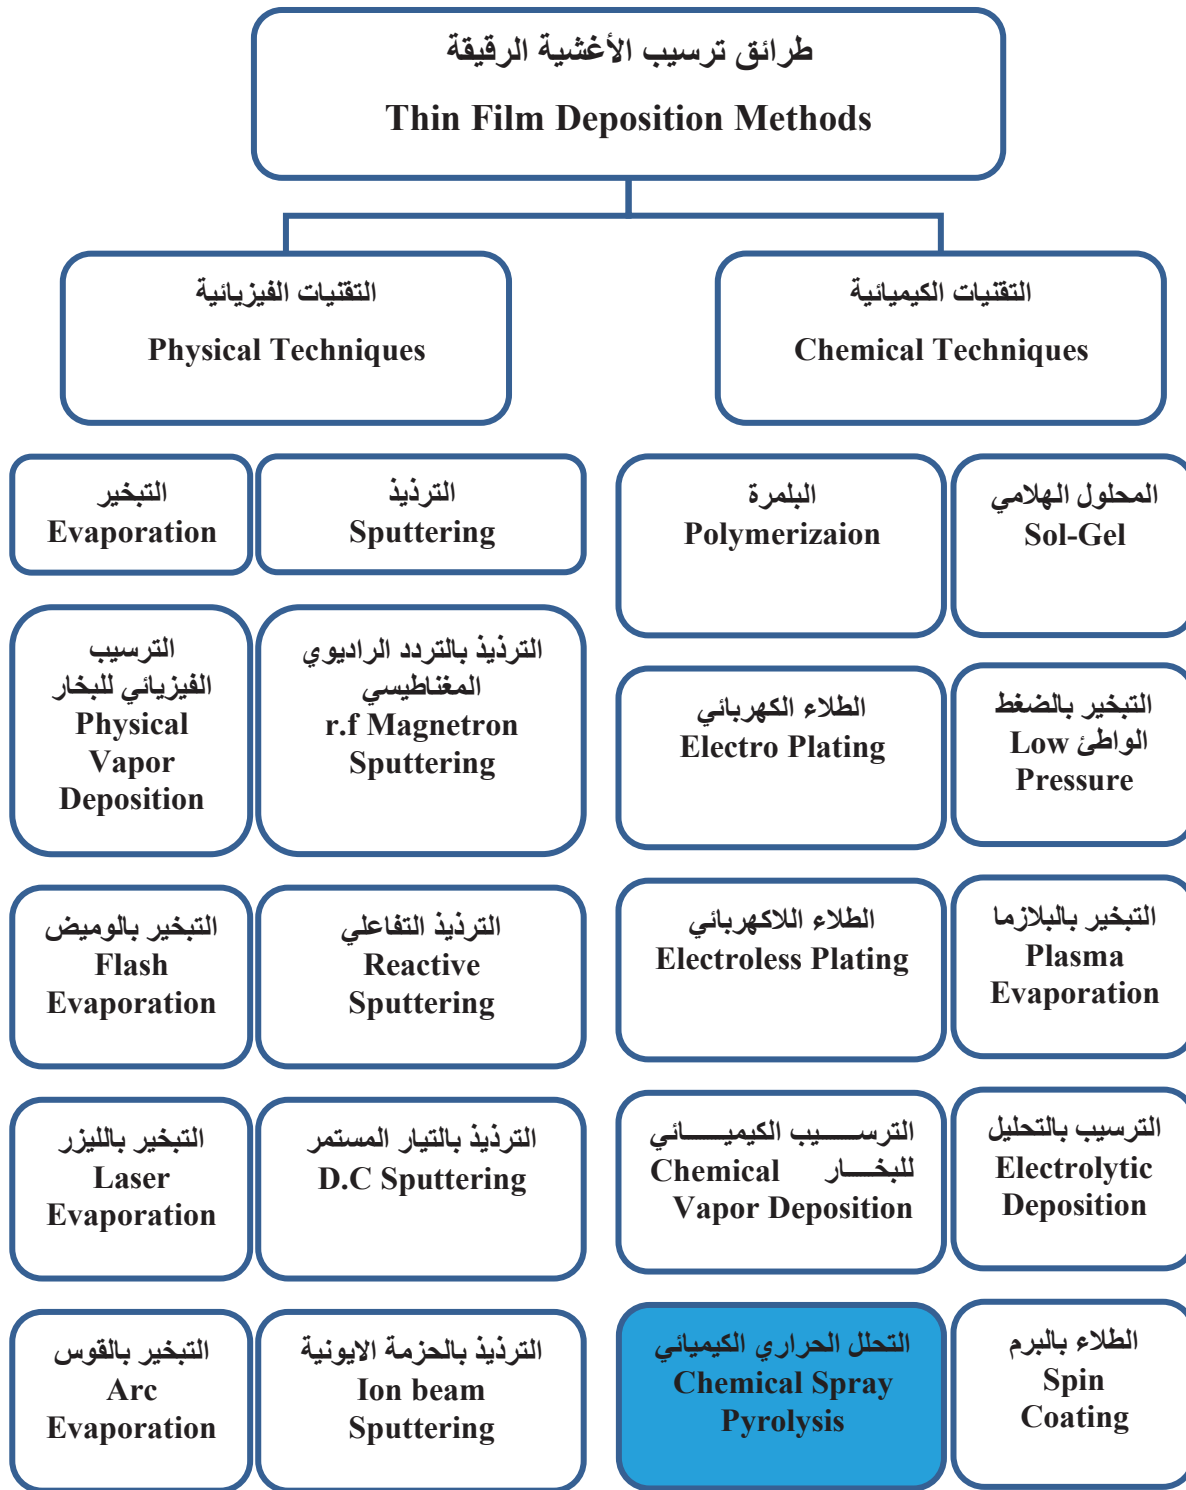 طرائق ترسيب الأغشية الرقيقة
Thin Film Deposition Methods
التقنيات الفيزيائية
Physical Techniques
التقنيات الكيميائية
Chemical Techniques
التبخير
Evaporation
الترذيذ
Sputtering
البلمرة
Polymerizaion
المحلول الهلامي
Sol-Gel
الترسيب
الفيزيائي للبخار
Physical
Vapor
Deposition
الترذيذ بالتردد الراديوي
المغناطيسي
r.f Magnetron
Sputtering
الطلاء الكهربائي
Electro Plating
التبخير بالضغط
الواطئ Low
Pressure
التبخير بالوميض
Flash
Evaporation
الترذيذ التفاعلي
Reactive
Sputtering
الطلاء اللاكهربائي
Electroless Plating
التبخير بالبلازما
Plasma
Evaporation
التبخير بالليزر
Laser
Evaporation
الترذيذ بالتيار المستمر
D.C Sputtering
الترســـــيب الكيميـــــــائي
للبخــــار Chemical
Vapor Deposition
الترسيب بالتحليل
Electrolytic
Deposition
التبخير بالقوس
Arc
Evaporation
الترذيذ بالحزمة الايونية
Ion beam
Sputtering
التحلل الحراري الكيميائي
Chemical Spray
Pyrolysis
الطلاء بالبرم
Spin
Coating